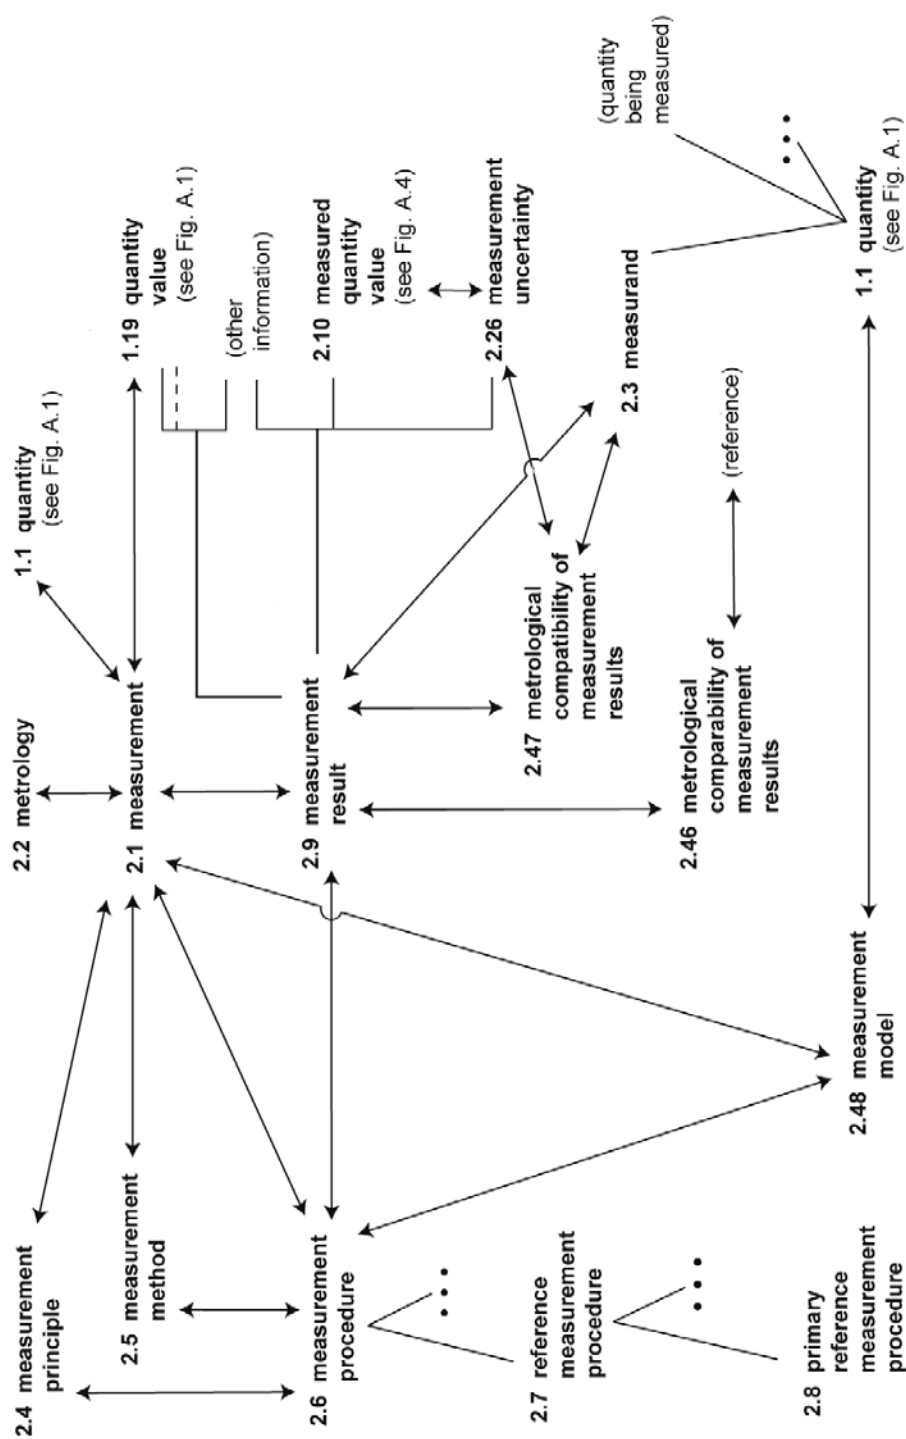 2.2 metrology
1.1 quantity
(see Fig. A.1)
2.4 measurement
principle
2.5 measurement
method
2.1 measurement
1.19 quantity
value
(see Fig. A.1)
(other
information)
2.6 measurement
procedure
2.9 measurement
result
2.10 measured
quantity
value
(see Fig. A.4)
2.26 measurement
uncertainty
2.7 reference
measurement
procedure
2.47 metrological
compatibility of
measurement
results
2.3 measurand
(quantity
being
measured)
2.46 metrological
comparability of
measurement
results
(reference)
2.8 primary
reference
measurement
procedure
2.48 measurement
model
1.1 quantity
(see Fig. A.1)